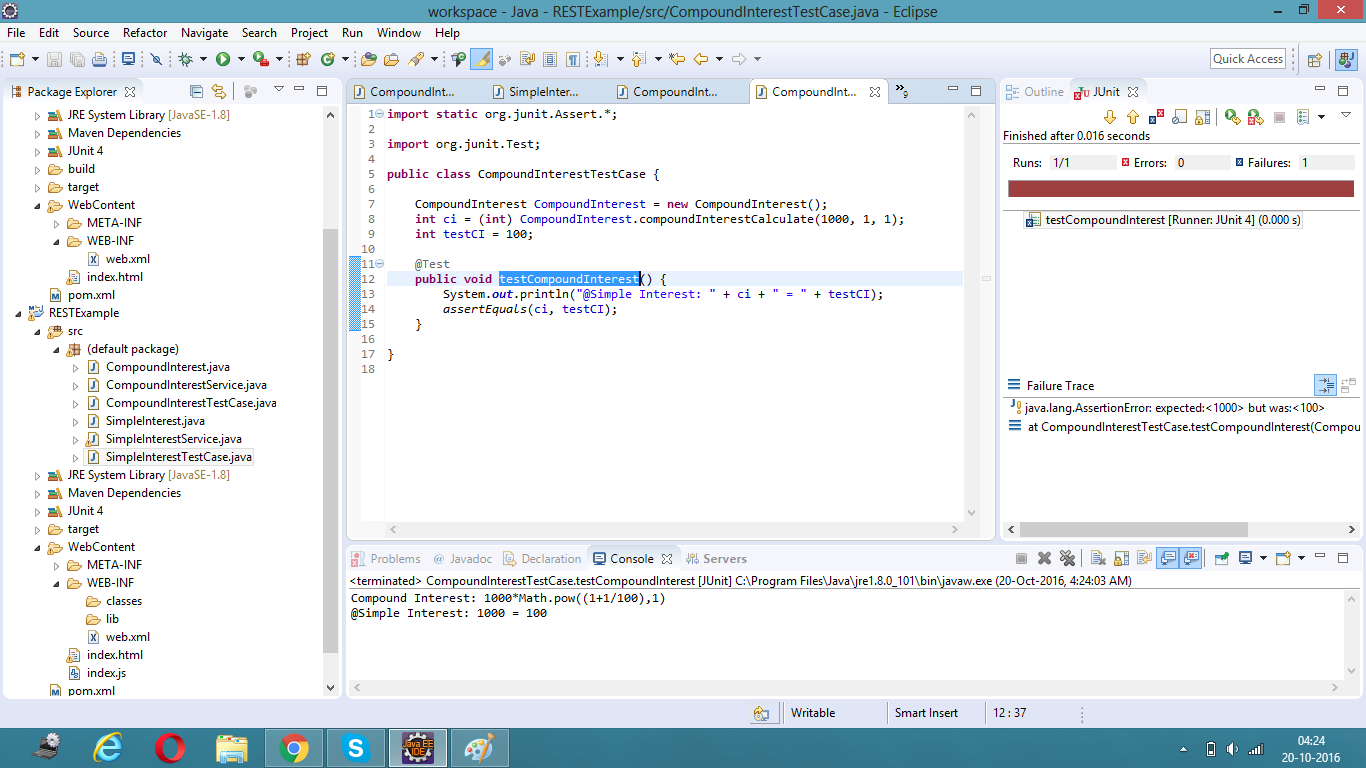 workspace - Java - RESTExample/src/CompoundInterestTestCase.java - Eclipse
File Edit Source Refactor Navigate Search Project Run Window Help
Quick Access
Package Explorer
JRE System Library [JavaSE-1.8]
Maven Dependencies
JUnit 4
build
target
WebContent
META-INF
WEB-INF
web.xml
index.html
pom.xml
RESTExample
src
(default package)
CompoundInterest.java
CompoundInterestService.java
CompoundInterestTestCase.java
SimpleInterest.java
SimpleInterestService.java
SimpleInterestTestCase.java
JRE System Library [JavaSE-1.8]
Maven Dependencies
JUnit 4
target
WebContent
META-INF
WEB-INF
classes
lib
web.xml
index.html
index.js
pom.xml
CompoundInt... SimpleInter... CompoundInt... CompoundInt... »9
1 import static org.junit.Assert.*;
2
3 import org.junit.Test;
4
5 public class CompoundInterestTestCase {
6
7 CompoundInterest CompoundInterest = new CompoundInterest();
8 int ci = (int) CompoundInterest.compoundInterestCalculate(1000, 1, 1);
9 int testCI = 100;
10
11 @Test
12 public void testCompoundInterest() {
13 System.out.println("@Simple Interest: " + ci + " = " + testCI);
14 assertEquals(ci, testCI);
15 }
16
17 }
18
Outline JUnit
Finished after 0.016 seconds
Runs: 1/1 Errors: 0 Failures: 1
testCompoundInterest [Runner: JUnit 4] (0.000 s)
Failure Trace
java.lang.AssertionError: expected:<1000> but was:<100>
at CompoundInterestTestCase.testCompoundInterest(Compou
Problems @ Javadoc Declaration Console Servers
<terminated> CompoundInterestTestCase.testCompoundInterest [JUnit] C:\Program Files\Java\jre1.8.0_101\bin\javaw.exe (20-Oct-2016, 4:24:03 AM)
Compound Interest: 1000*Math.pow((1+1/100),1)
@Simple Interest: 1000 = 100
Writable Smart Insert 12 : 37
Java EE
IDE
04:24
20-10-2016